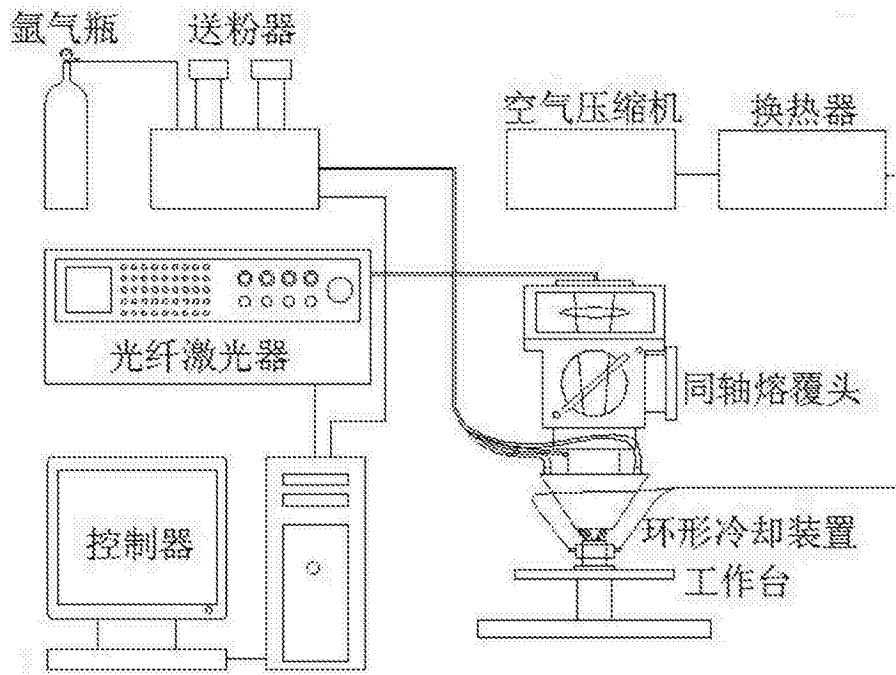 氩气瓶
送粉器
空气压缩机
换热器
光纤激光器
同轴熔覆头
控制器
环形冷却装置
工作台